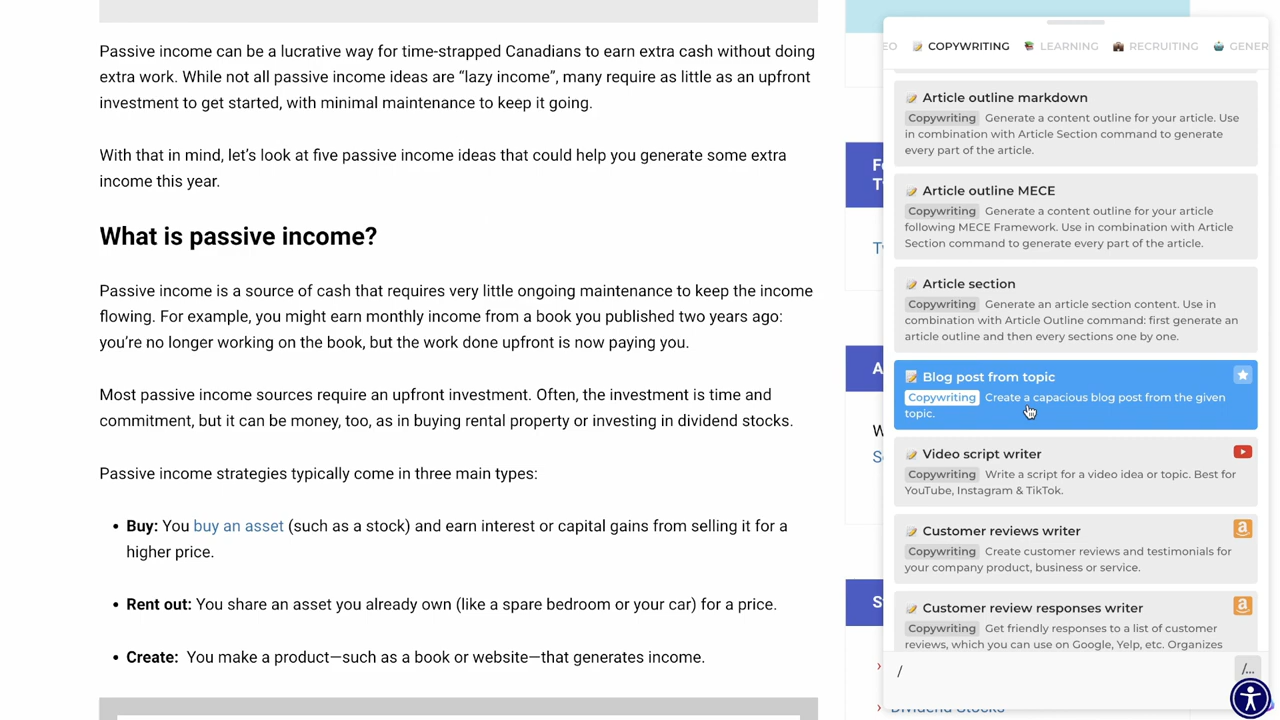 Passive income can be a lucrative way for time-strapped Canadians to earn extra cash without doing
extra work. While not all passive income ideas are “lazy income”, many require as little as an upfront
investment to get started, with minimal maintenance to keep it going.
With that in mind, let’s look at five passive income ideas that could help you generate some extra
income this year.
What is passive income?
Passive income is a source of cash that requires very little ongoing maintenance to keep the income
flowing. For example, you might earn monthly income from a book you published two years ago:
you’re no longer working on the book, but the work done upfront is now paying you.
Most passive income sources require an upfront investment. Often, the investment is time and
commitment, but it can be money, too, as in buying rental property or investing in dividend stocks.
Passive income strategies typically come in three main types:
• Buy: You buy an asset (such as a stock) and earn interest or capital gains from selling it for a
higher price.
• Rent out: You share an asset you already own (like a spare bedroom or your car) for a price.
• Create: You make a product—such as a book or website—that generates income.
EO COPYWRITING LEARNING RECRUITING GENER
Article outline markdown
Copywriting Generate a content outline for your article. Use
in combination with Article Section command to generate
every part of the article.
Article outline MECE
Copywriting Generate a content outline for your article
following MECE Framework. Use in combination with Article
Section command to generate every part of the article.
Article section
Copywriting Generate an article section content. Use in
combination with Article Outline command: first generate an
article outline and then every sections one by one.
Blog post from topic
Copywriting Create a capacious blog post from the given
topic.
Video script writer
Copywriting Write a script for a video idea or topic. Best for
YouTube, Instagram & TikTok.
Customer reviews writer
Copywriting Create customer reviews and testimonials for
your company product, business or service.
Customer review responses writer
Copywriting Get friendly responses to a list of customer
reviews, which you can use on Google, Yelp, etc. Organizes
/
/...
Dividend Stocks